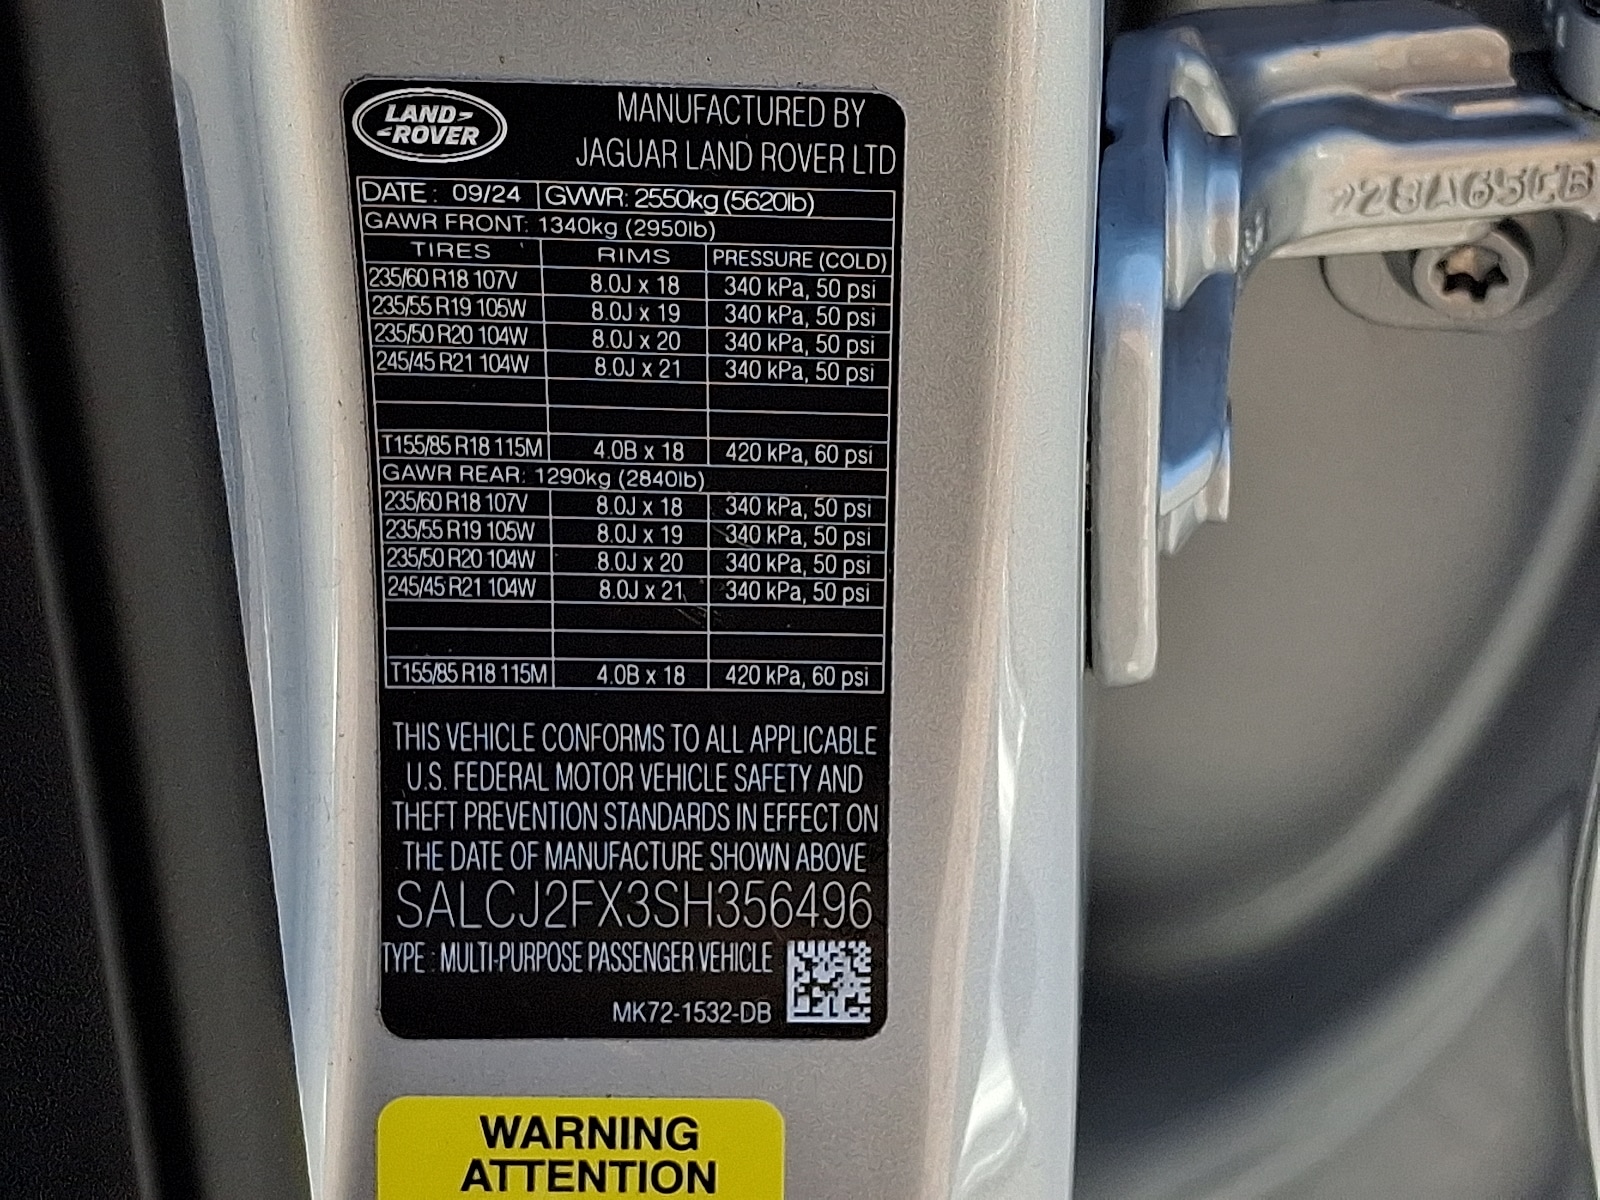 LAND
ROVER
MANUFACTURED BY
JAGUAR LAND ROVER LTD
DATE : 09/24 GVWR: 2550kg (5620lb)
GAWR FRONT: 1340kg (2950lb)
TIRES RIMS PRESSURE (COLD)
235/60 R18 107V 8.0J x 18 340 kPa, 50 psi
235/55 R19 105W 8.0J x 19 340 kPa, 50 psi
235/50 R20 104W 8.0J x 20 340 kPa, 50 psi
245/45 R21 104W 8.0J x 21 340 kPa, 50 psi
T155/85 R18 115M 4.0B x 18 420 kPa, 60 psi
GAWR REAR: 1290kg (2840lb)
235/60 R18 107V 8.0J x 18 340 kPa, 50 psi
235/55 R19 105W 8.0J x 19 340 kPa, 50 psi
235/50 R20 104W 8.0J x 20 340 kPa, 50 psi
245/45 R21 104W 8.0J x 21 340 kPa, 50 psi
T155/85 R18 115M 4.0B x 18 420 kPa, 60 psi
THIS VEHICLE CONFORMS TO ALL APPLICABLE
U.S. FEDERAL MOTOR VEHICLE SAFETY AND
THEFT PREVENTION STANDARDS IN EFFECT ON
THE DATE OF MANUFACTURE SHOWN ABOVE
SALCJ2FX3SH356496
TYPE : MULTI-PURPOSE PASSENGER VEHICLE
MK72-1532-DB
WARNING
ATTENTION